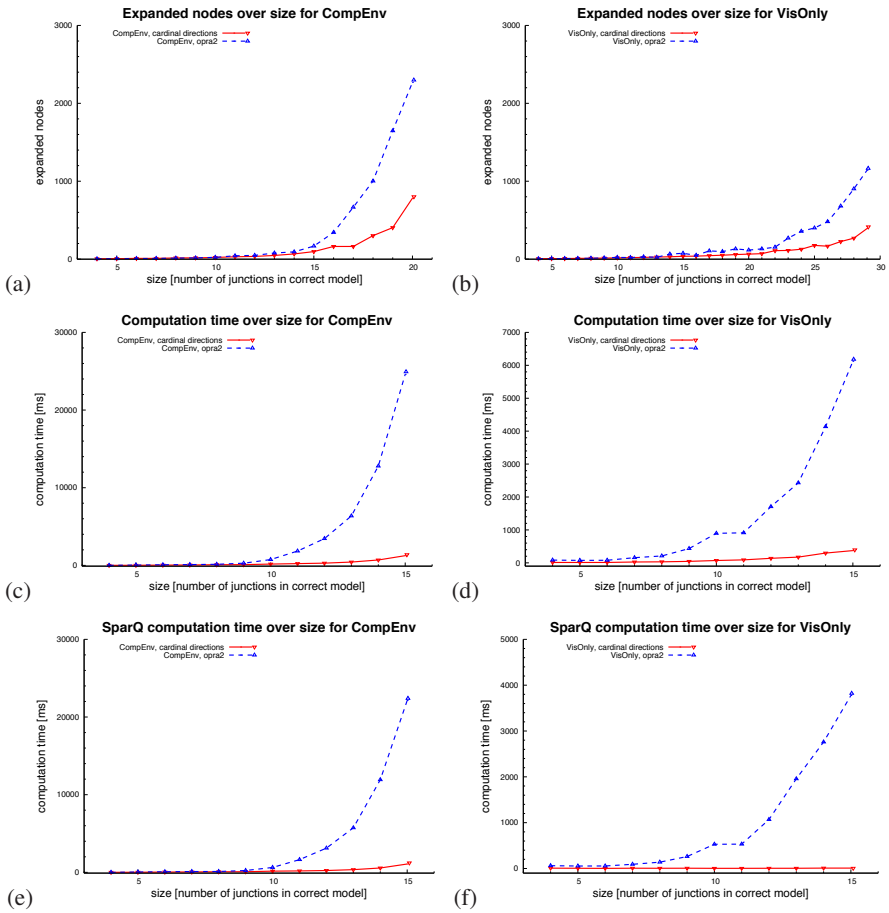 Expanded nodes over size for CompEnv
CompEnv, cardinal directions
CompEnv, opra2
3000
2000
1000
0
expanded nodes
5
10
15
20
size [number of junctions in correct model]
(a)
Expanded nodes over size for VisOnly
VisOnly, cardinal directions
VisOnly, opra2
3000
2000
1000
0
expanded nodes
5
10
15
20
25
30
size [number of junctions in correct model]
(b)
Computation time over size for CompEnv
CompEnv, cardinal directions
CompEnv, opra2
30000
20000
10000
0
computation time [ms]
5
10
15
size [number of junctions in correct model]
(c)
Computation time over size for VisOnly
VisOnly, cardinal directions
VisOnly, opra2
7000
6000
5000
4000
3000
2000
1000
0
computation time [ms]
5
10
15
size [number of junctions in correct model]
(d)
SparQ computation time over size for CompEnv
CompEnv, cardinal directions
CompEnv, opra2
30000
20000
10000
0
computation time [ms]
5
10
15
size [number of junctions in correct model]
(e)
SparQ computation time over size for VisOnly
VisOnly, cardinal directions
VisOnly, opra2
5000
4000
3000
2000
1000
0
computation time [ms]
5
10
15
size [number of junctions in correct model]
(f)